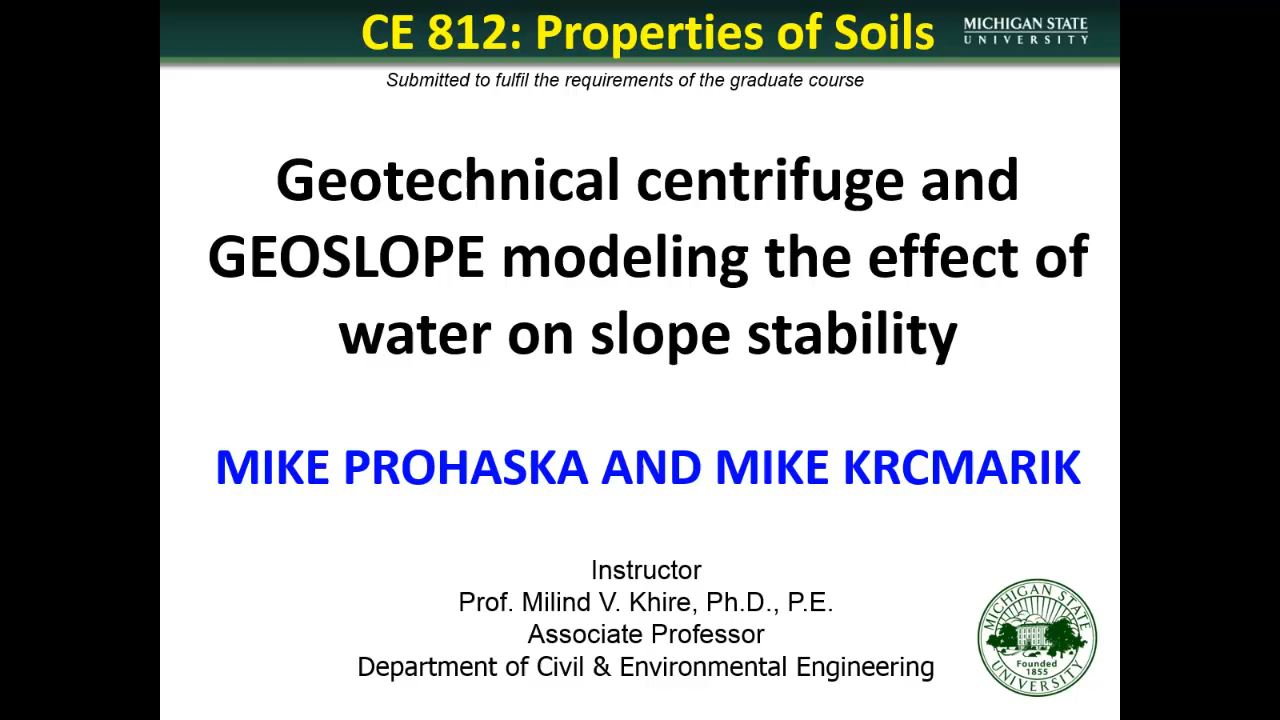 CE 812: Properties of Soils
MICHIGAN STATE
UNIVERSITY
Submitted to fulfil the requirements of the graduate course
Geotechnical centrifuge and
GEOSLOPE modeling the effect of
water on slope stability
MIKE PROHASKA AND MIKE KRCMARIK
Instructor
Prof. Milind V. Khire, Ph.D., P.E.
Associate Professor
Department of Civil & Environmental Engineering
MICHIGAN STATE
UNIVERSITY
Founded
1855